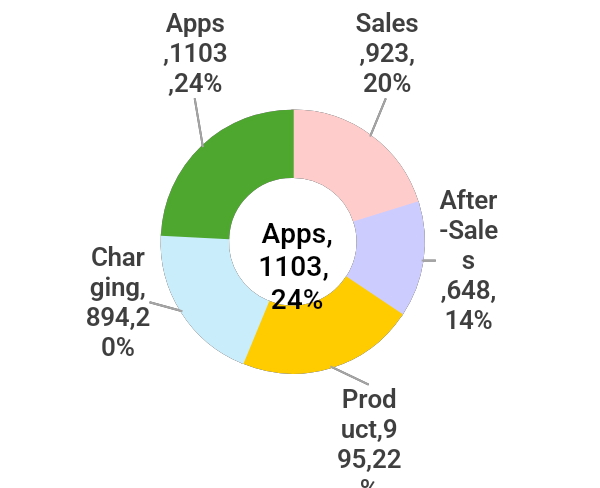 Apps
,1103
,24%
Sales
,923,
20%
After
-Sale
s
,648,
14%
Apps,
1103,
24%
Char
ging,
894,2
0%
Prod
uct,9
95,22
%